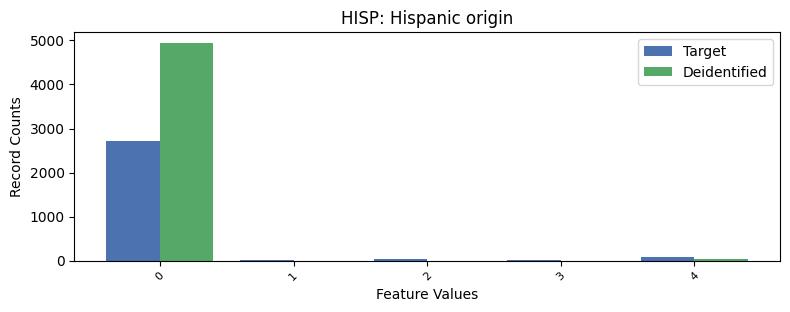 HISP: Hispanic origin
Target
Deidentified
Record Counts
5000
4000
3000
2000
1000
0
0
1
2
3
4
Feature Values